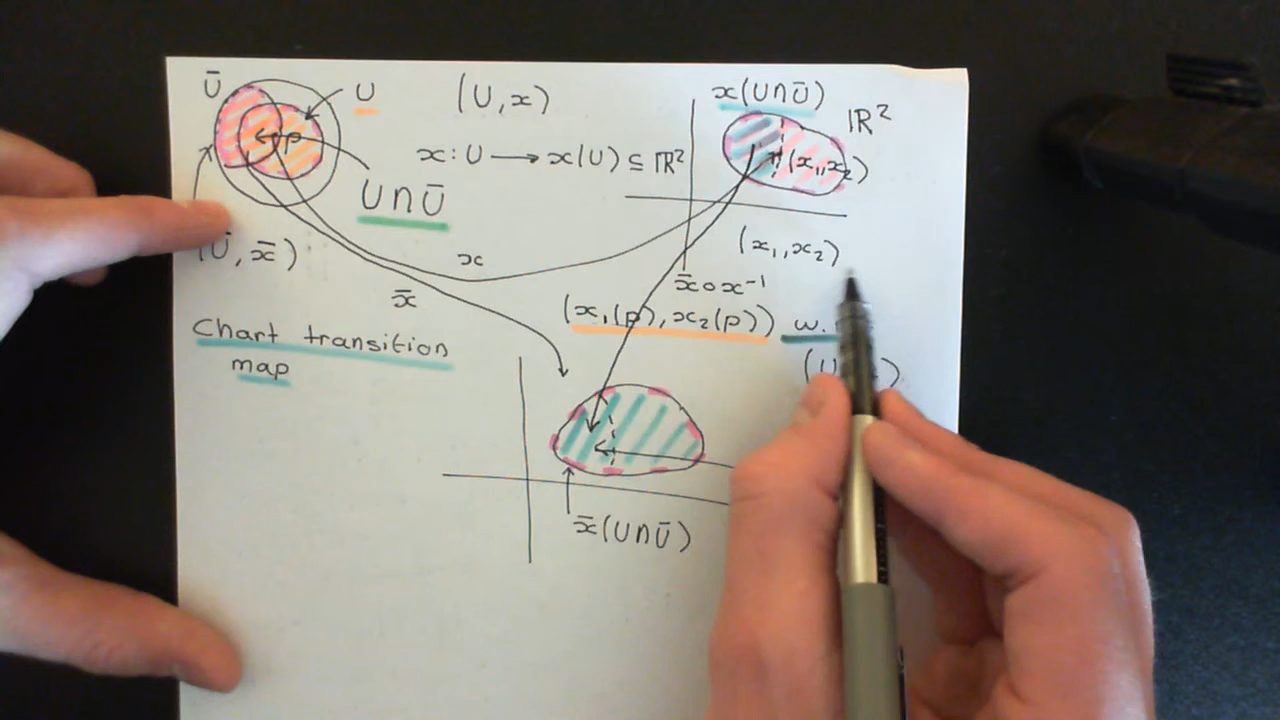 Ū
U
(U, x)
x(U∩Ū)
ℝ²
p
x: U ⟶ x(U) ⊆ ℝ²
(x₁,x₂)
U∩Ū
(Ū, x̄)
x
(x₁,x₂)
x̄
x̄∘x⁻¹
(x₁(p), x₂(p)) w.
Chart transition
map
x̄(U∩Ū)